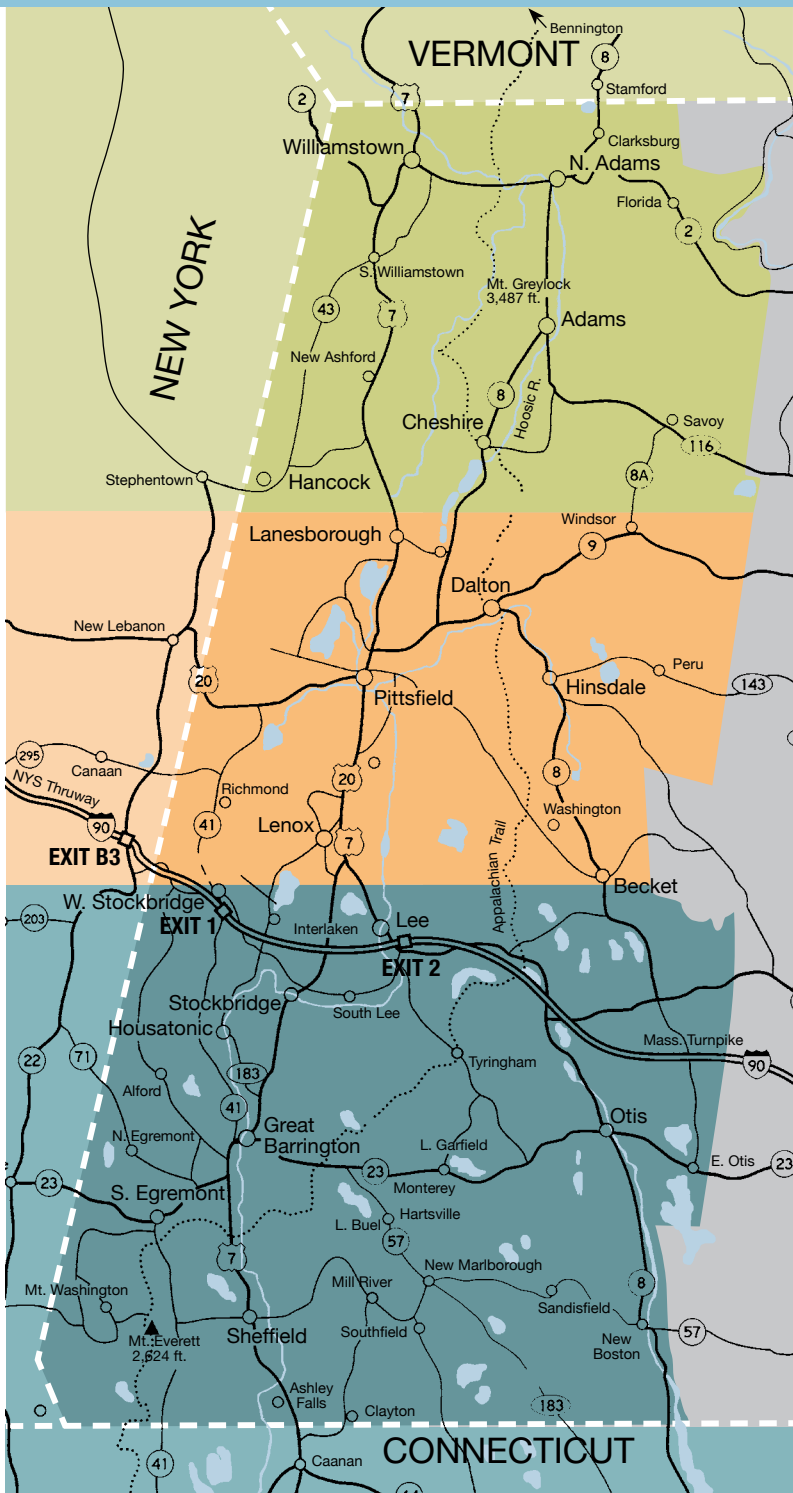 Bennington
VERMONT
8
Stamford
2
7
Clarksburg
Williamstown
N. Adams
Florida
2
S. Williamstown
NEW YORK
43
7
Mt. Greylock
3,487 ft.
Adams
New Ashford
8
Hoosic R.
Cheshire
Savoy
116
Stephentown
Hancock
8A
Windsor
Lanesborough
9
Dalton
New Lebanon
20
Pittsfield
Hinsdale
Peru
143
295
Canaan
NYS Thruway
90
Richmond
20
8
41
Washington
EXIT B3
Lenox
7
Appalachian Trail
Becket
W. Stockbridge
203
EXIT 1
Interlaken
Lee
EXIT 2
Stockbridge
South Lee
Housatonic
Mass. Turnpike
90
22
71
183
Tyringham
Alford
41
Great
Barrington
Otis
N. Egremont
L. Garfield
23
23
Monterey
E. Otis
23
S. Egremont
L. Buel
Hartsville
7
57
New Marlborough
Mt. Washington
Mill River
8
Sandisfield
Mt. Everett
2,624 ft.
Sheffield
Southfield
New
Boston
57
Ashley
Falls
Clayton
183
CONNECTICUT
41
Caanan